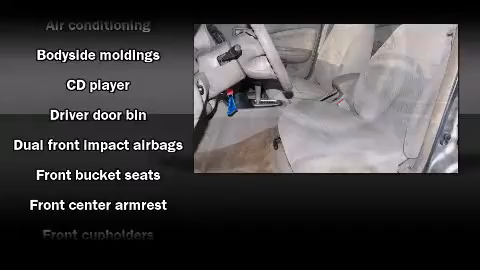 Air conditioning
Bodyside moldings
CD player
Driver door bin
Dual front impact airbags
Front bucket seats
Front center armrest
Front cupholders